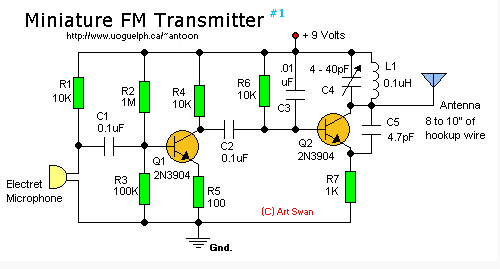 Miniature FM Transmitter #1
http://www.uoguelph.ca/~antoon
+ 9 Volts
R1
10K
R2
1M
R4
10K
R6
10K
.01
uF
C3
4 - 40pF
C4
L1
0.1uH
Antenna
8 to 10" of
hookup wire
C1
0.1uF
Q1
2N3904
C2
0.1uF
Q2
2N3904
C5
4.7pF
Electret
Microphone
R3
100K
R5
100
R7
1K
(C) Art Swan
Gnd.